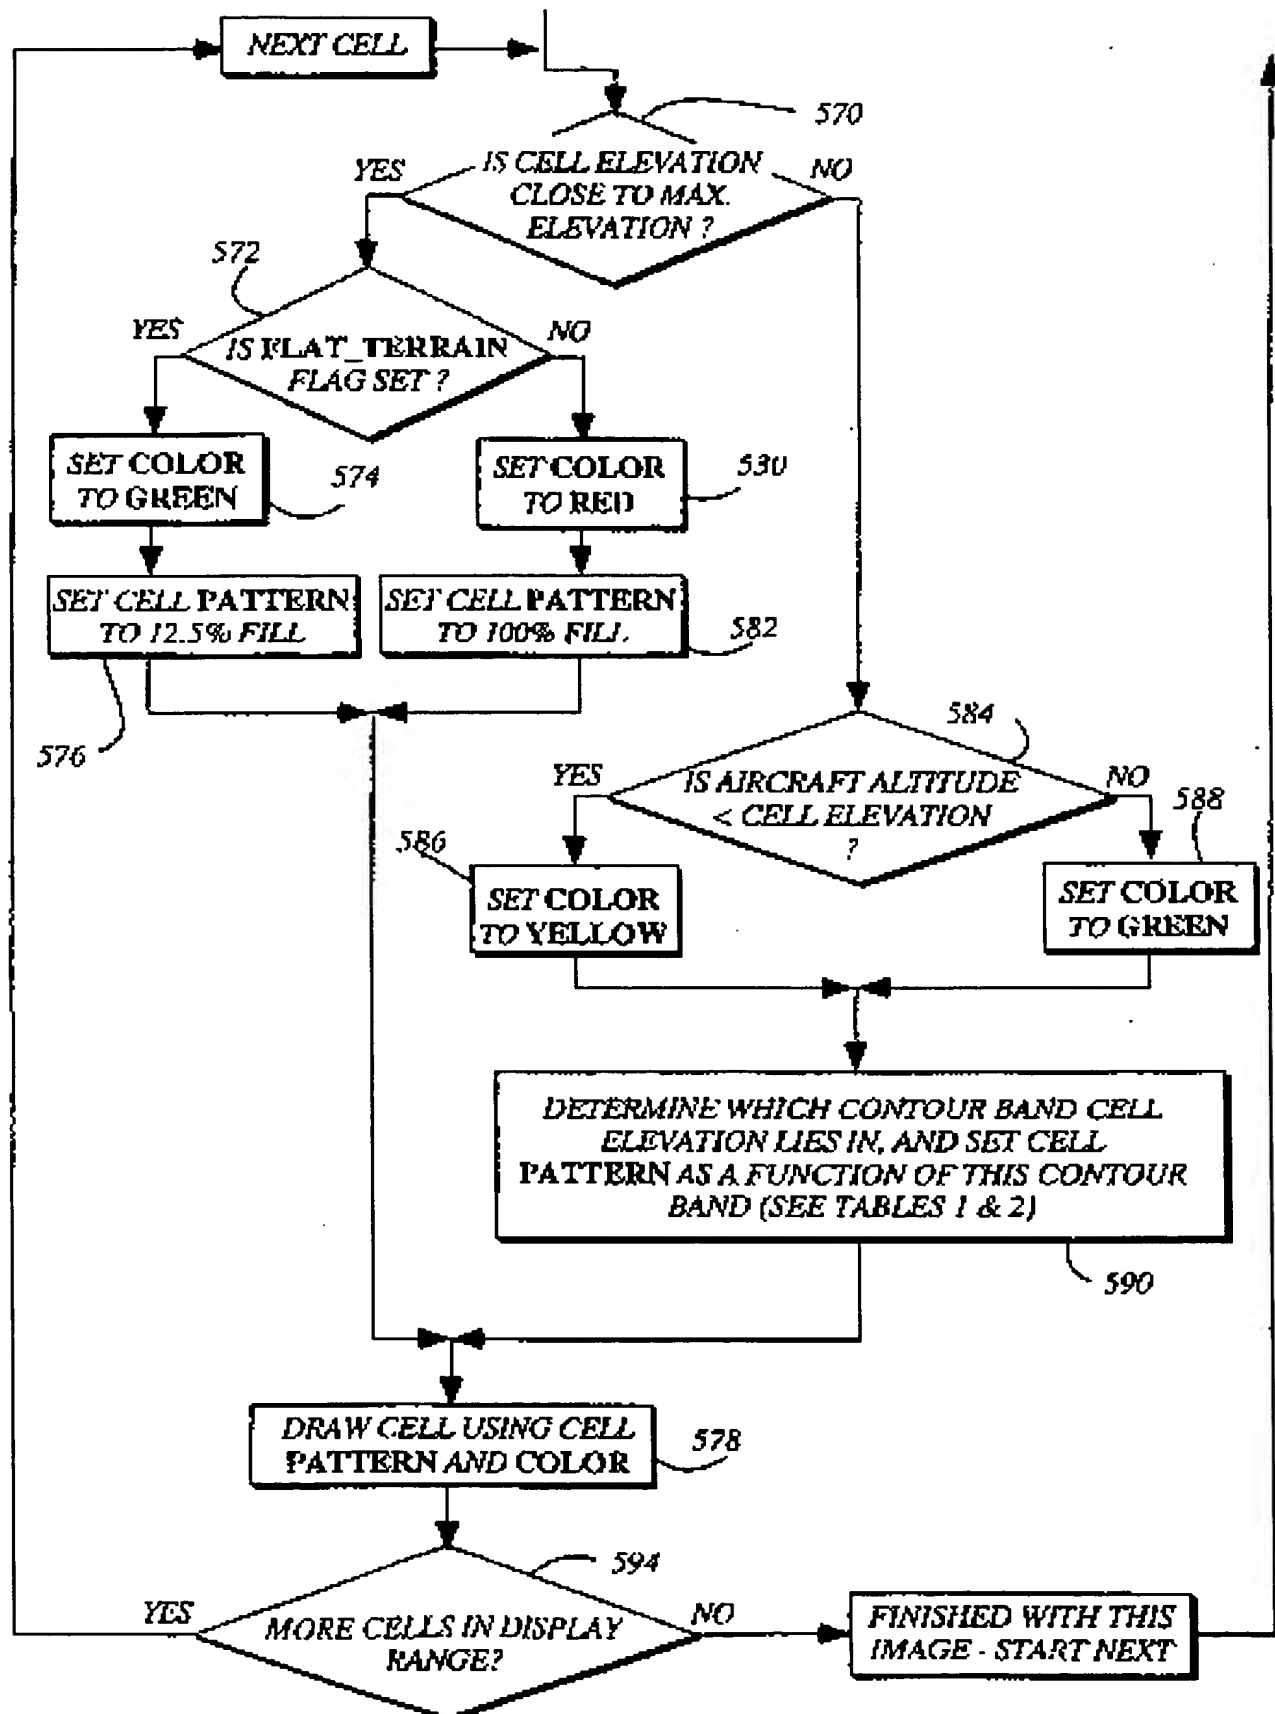 NEXT CELL
570
YES
IS CELL ELEVATION
CLOSE TO MAX.
ELEVATION ?
NO
572
YES
IS FLAT_TERRAIN
FLAG SET ?
NO
SET COLOR
TO GREEN
574
SET COLOR
TO RED
530
SET CELL PATTERN
TO 12.5% FILL
SET CELL PATTERN
TO 100% FILL
582
576
584
YES
IS AIRCRAFT ALTITUDE
< CELL ELEVATION
?
NO
586
588
SET COLOR
TO YELLOW
SET COLOR
TO GREEN
DETERMINE WHICH CONTOUR BAND CELL
ELEVATION LIES IN, AND SET CELL
PATTERN AS A FUNCTION OF THIS CONTOUR
BAND (SEE TABLES 1 & 2)
590
DRAW CELL USING CELL
PATTERN AND COLOR
578
594
YES
MORE CELLS IN DISPLAY
RANGE?
NO
FINISHED WITH THIS
IMAGE - START NEXT